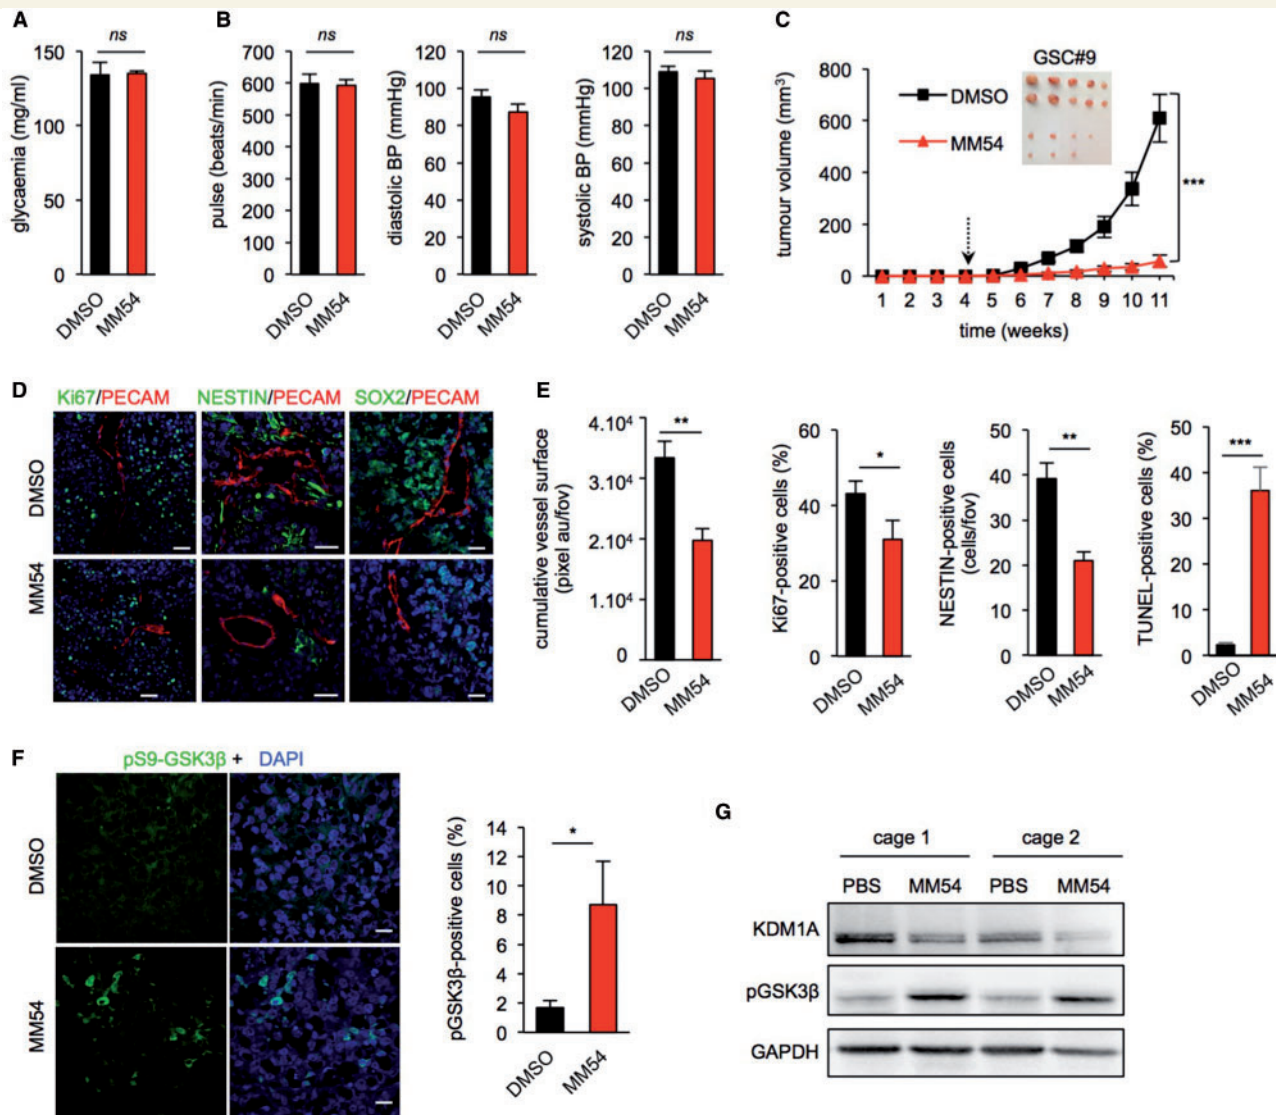 A
ns
150
100
50
0
glycaemia (mg/ml)
DMSO
MM54
B
ns
700
600
500
400
300
200
100
0
pulse (beats/min)
DMSO
MM54
ns
120
100
80
60
40
20
0
diastolic BP (mmHg)
DMSO
MM54
ns
120
100
80
60
40
20
0
systolic BP (mmHg)
DMSO
MM54
C
GSC#9
800
600
400
200
0
tumour volume (mm³)
DMSO
MM54
***
1 2 3 4 5 6 7 8 9 10 11
time (weeks)
D
Ki67/PECAM
NESTIN/PECAM
SOX2/PECAM
DMSO
MM54
E
4.10⁴
3.10⁴
2.10⁴
1.10⁴
0
cumulative vessel surface
(pixel au/fov)
**
DMSO
MM54
60
40
20
0
Ki67-positive cells (%)
*
DMSO
MM54
50
40
30
20
10
0
NESTIN-positive cells
(cells/fov)
**
DMSO
MM54
50
40
30
20
10
0
TUNEL-positive cells (%)
***
DMSO
MM54
F
pS9-GSK3β + DAPI
DMSO
MM54
14
12
10
8
6
4
2
0
pGSK3β-positive cells (%)
*
DMSO
MM54
G
cage 1 cage 2
PBS MM54 PBS MM54
KDM1A
pGSK3β
GAPDH